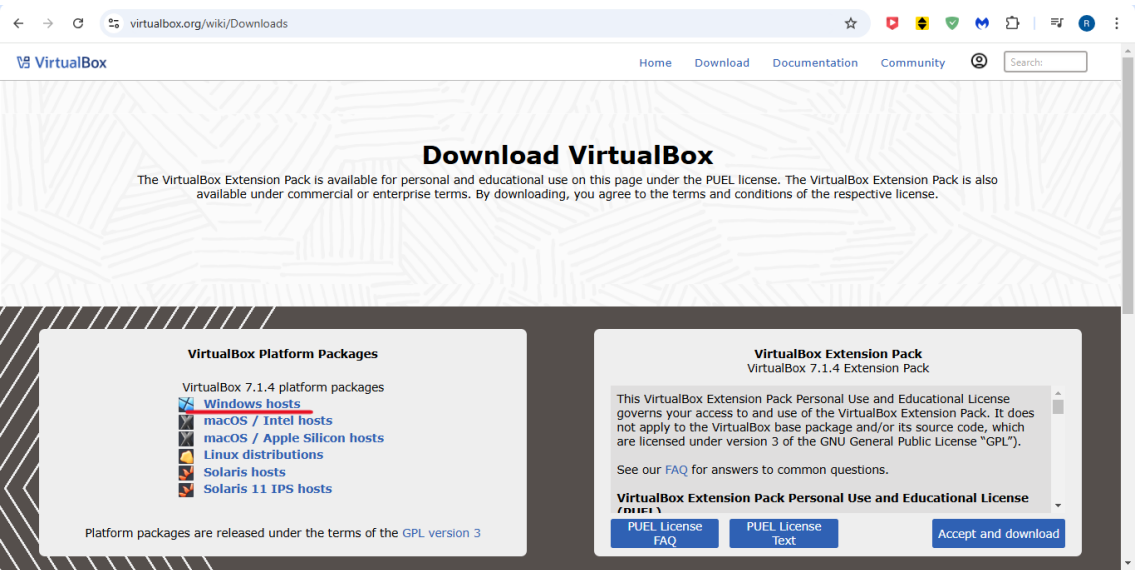 virtualbox.org/wiki/Downloads
R
VirtualBox
Home Download Documentation Community Search:
Download VirtualBox
The VirtualBox Extension Pack is available for personal and educational use on this page under the PUEL license. The VirtualBox Extension Pack is also
available under commercial or enterprise terms. By downloading, you agree to the terms and conditions of the respective license.
VirtualBox Platform Packages
VirtualBox 7.1.4 platform packages
Windows hosts
macOS / Intel hosts
macOS / Apple Silicon hosts
Linux distributions
Solaris hosts
Solaris 11 IPS hosts
Platform packages are released under the terms of the GPL version 3
VirtualBox Extension Pack
VirtualBox 7.1.4 Extension Pack
This VirtualBox Extension Pack Personal Use and Educational License
governs your access to and use of the VirtualBox Extension Pack. It does
not apply to the VirtualBox base package and/or its source code, which
are licensed under version 3 of the GNU General Public License “GPL”).
See our FAQ for answers to common questions.
VirtualBox Extension Pack Personal Use and Educational License
(PUEL)
PUEL License
FAQ
PUEL License
Text
Accept and download